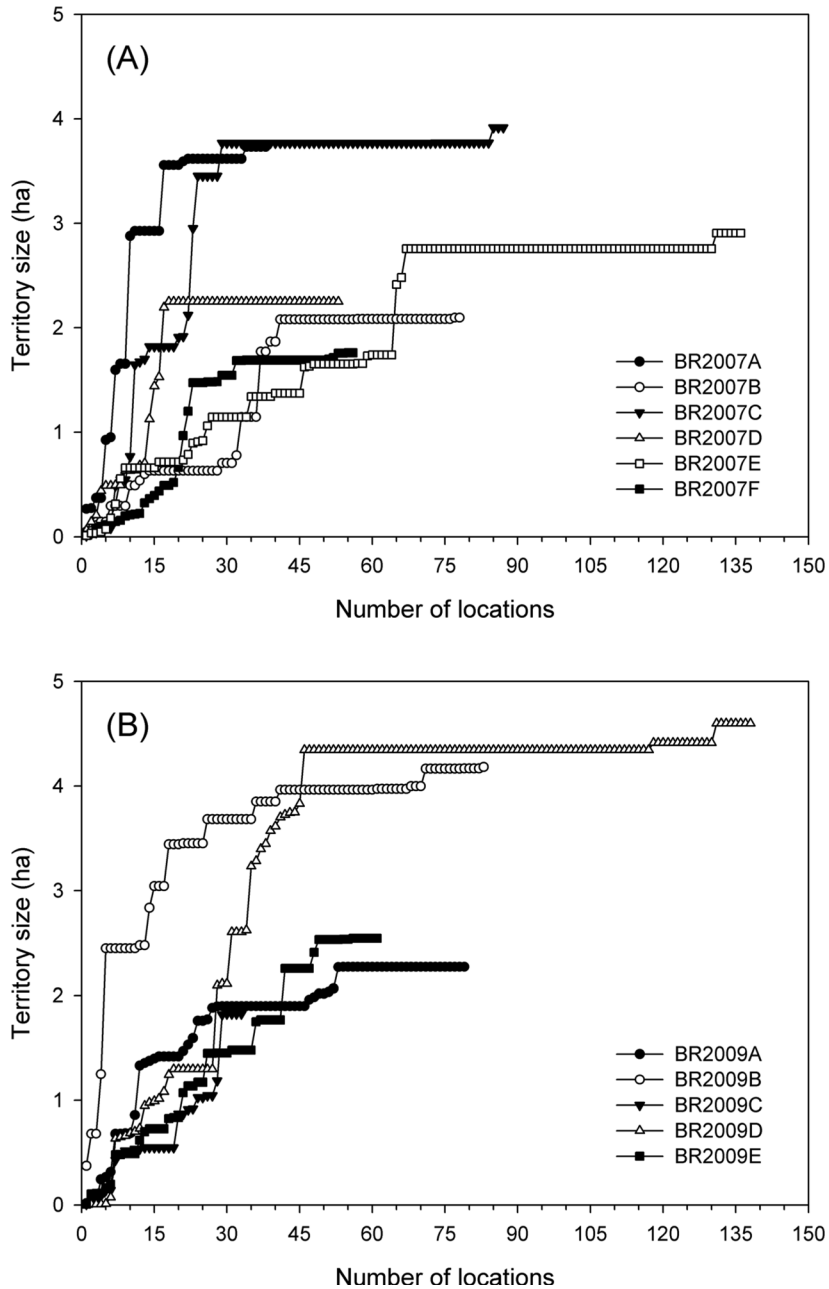 (A)
Territory size (ha)
5
4
3
2
1
0
BR2007A
BR2007B
BR2007C
BR2007D
BR2007E
BR2007F
0 15 30 45 60 75 90 105 120 135 150
Number of locations
(B)
Territory size (ha)
5
4
3
2
1
0
BR2009A
BR2009B
BR2009C
BR2009D
BR2009E
0 15 30 45 60 75 90 105 120 135 150
Number of locations